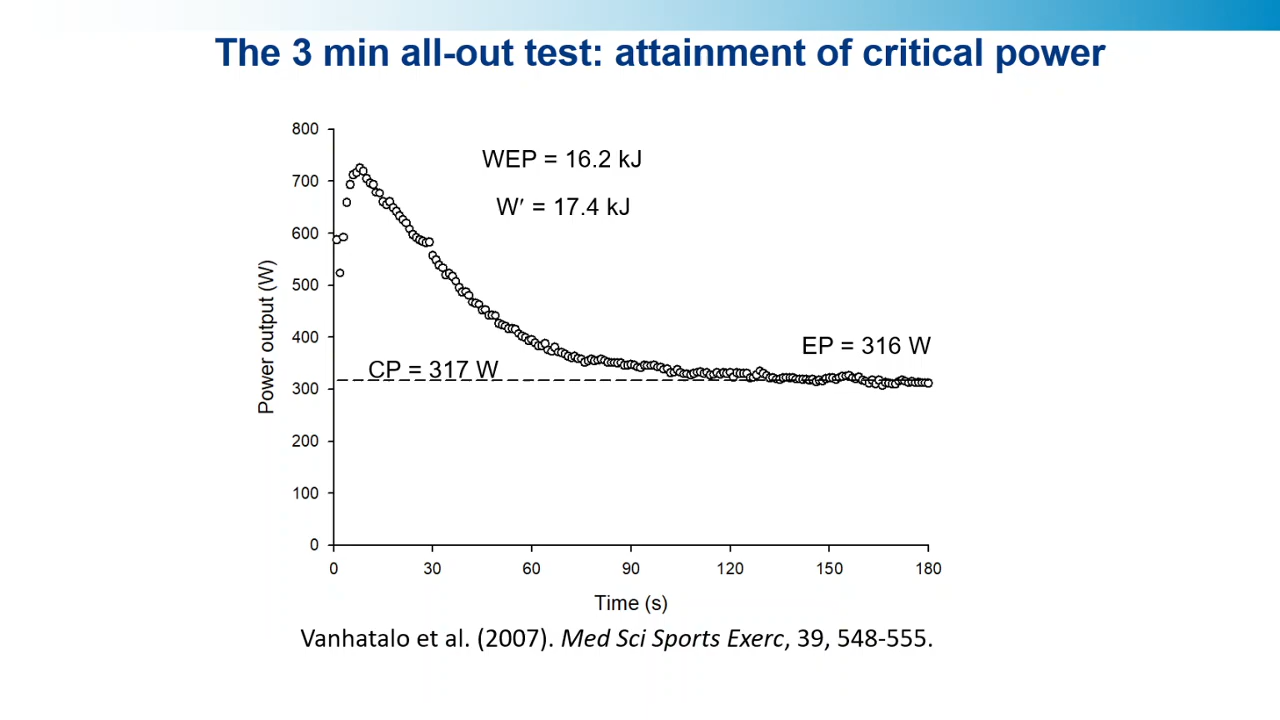 The 3 min all-out test: attainment of critical power
800
700
600
500
400
300
200
100
0
Power output (W)
WEP = 16.2 kJ
W′ = 17.4 kJ
EP = 316 W
CP = 317 W
0 30 60 90 120 150 180
Time (s)
Vanhatalo et al. (2007). Med Sci Sports Exerc, 39, 548-555.